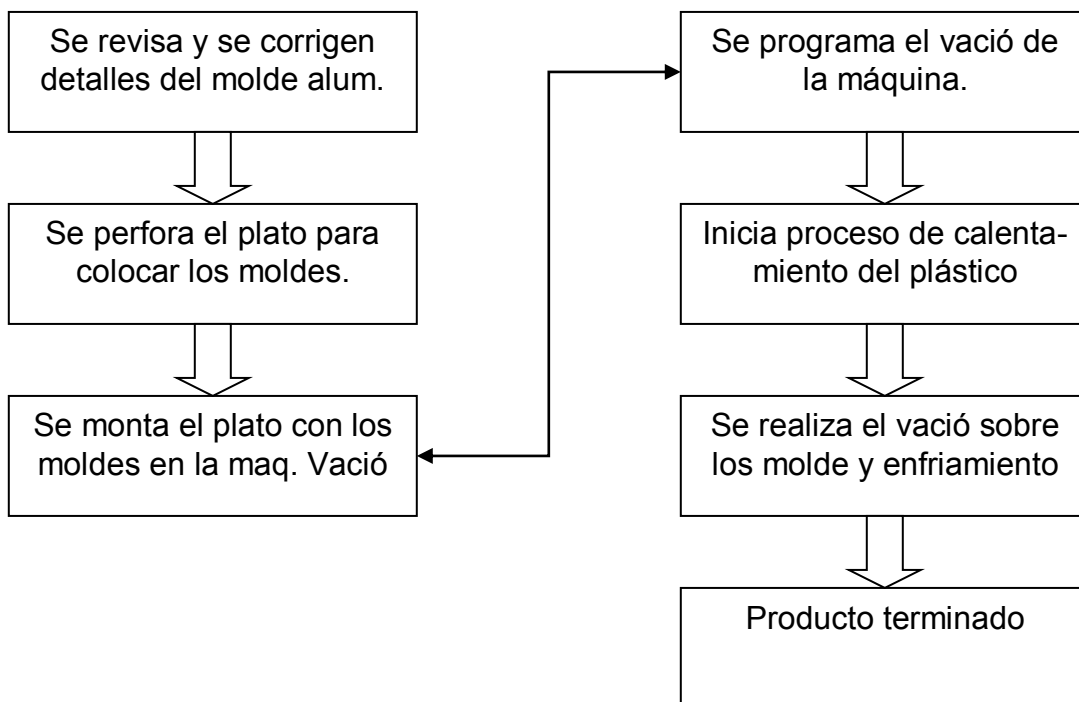 Se revisa y se corrigen
detalles del molde alum.
Se perfora el plato para
colocar los moldes.
Se monta el plato con los
moldes en la maq. Vació
Se programa el vació de
la máquina.
Inicia proceso de calenta-
miento del plástico
Se realiza el vació sobre
los molde y enfriamiento
Producto terminado